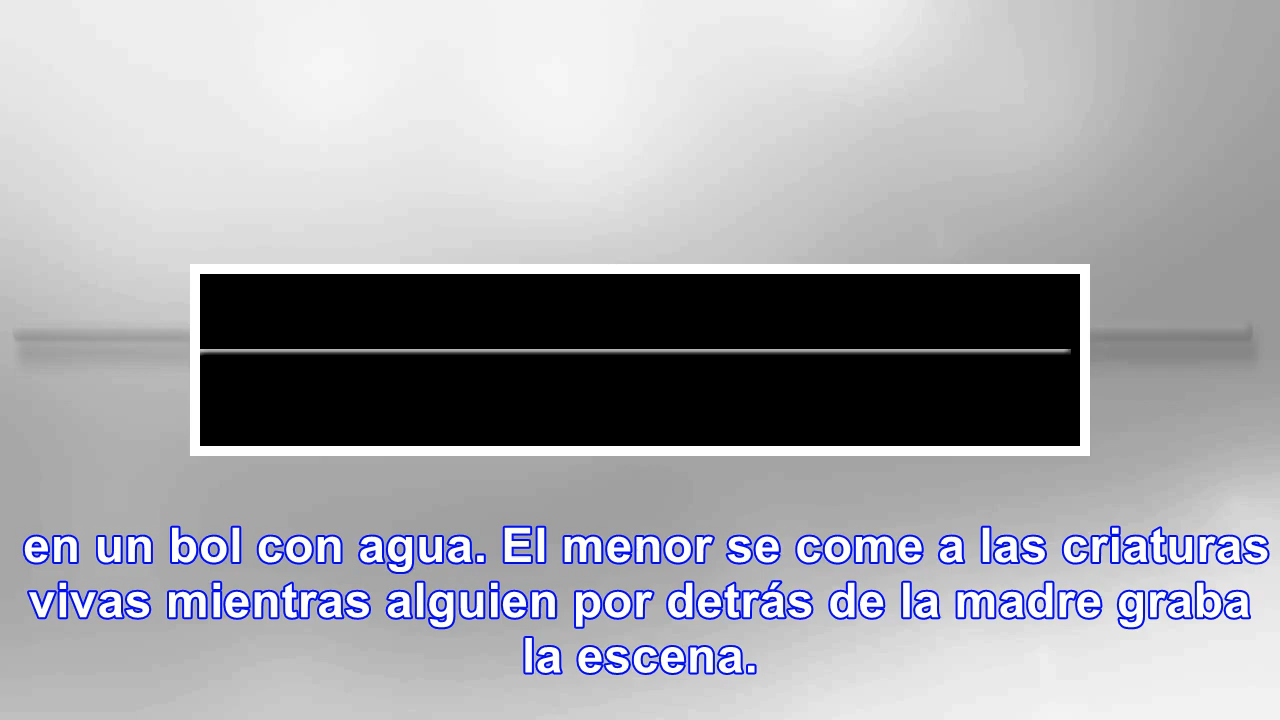 en un bol con agua. El menor se come a las criaturas
vivas mientras alguien por detrás de la madre graba
la escena.